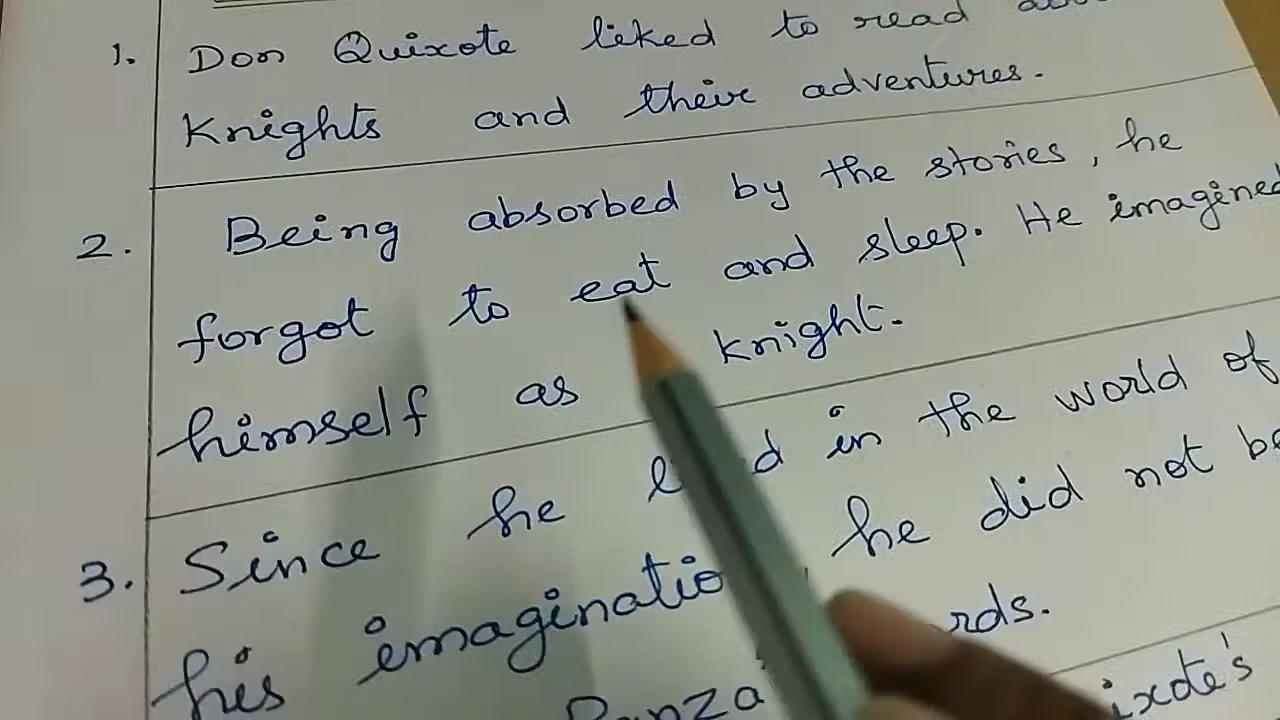 1. Don Quixote liked to read
Knights and their adventures.
2. Being absorbed by the stories, he
forgot to eat and sleep. He imagined
himself as knight.
3. Since he in the world of
his imagination, he did not
Panza